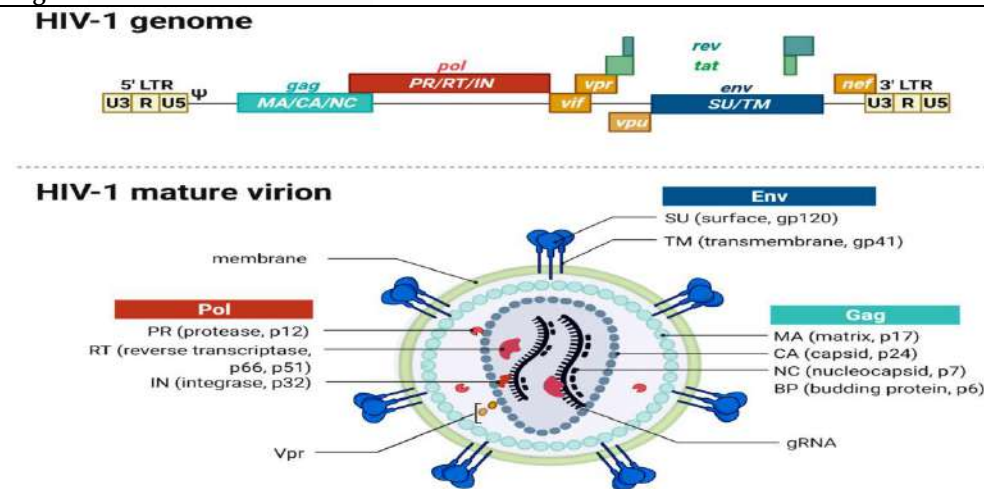 HIV-1 genome
rev
pol
tat
5' LTR
gag
PR/RT/IN
vpr
env
nef
3' LTR
U3 R U5
Ψ
MA/CA/NC
vif
SU/TM
U3 R U5
vpu
HIV-1 mature virion
Env
SU (surface, gp120)
TM (transmembrane, gp41)
membrane
Pol
PR (protease, p12)
RT (reverse transcriptase,
p66, p51)
IN (integrase, p32)
Vpr
Gag
MA (matrix, p17)
CA (capsid, p24)
NC (nucleocapsid, p7)
BP (budding protein, p6)
gRNA